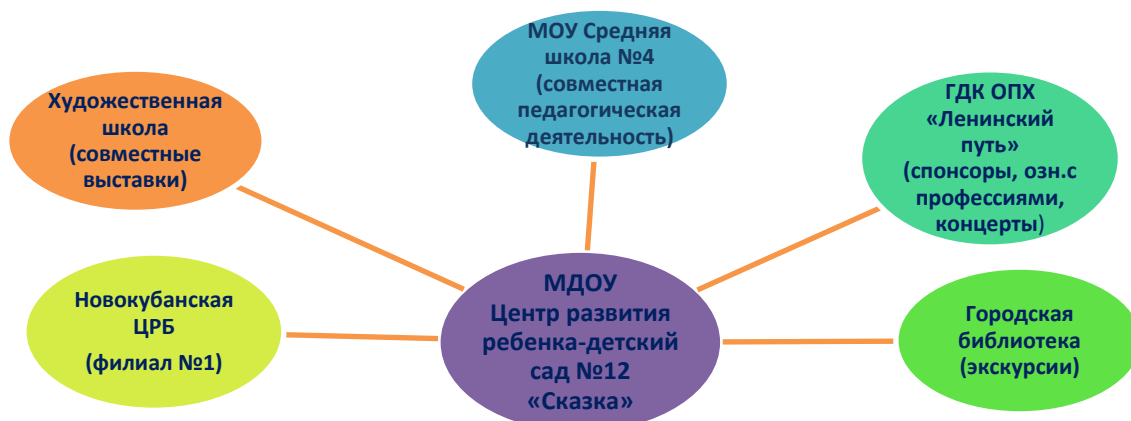 МОУ Средняя
школа №4
(совместная
педагогическая
деятельность)
Художественная
школа
(совместные
выставки)
ГДК ОПХ
«Ленинский
путь»
(спонсоры, озн.с
профессиями,
концерты)
Новокубанская
ЦРБ
(филиал №1)
МДОУ
Центр развития
ребенка-детский
сад №12
«Сказка»
Городская
библиотека
(экскурсии)